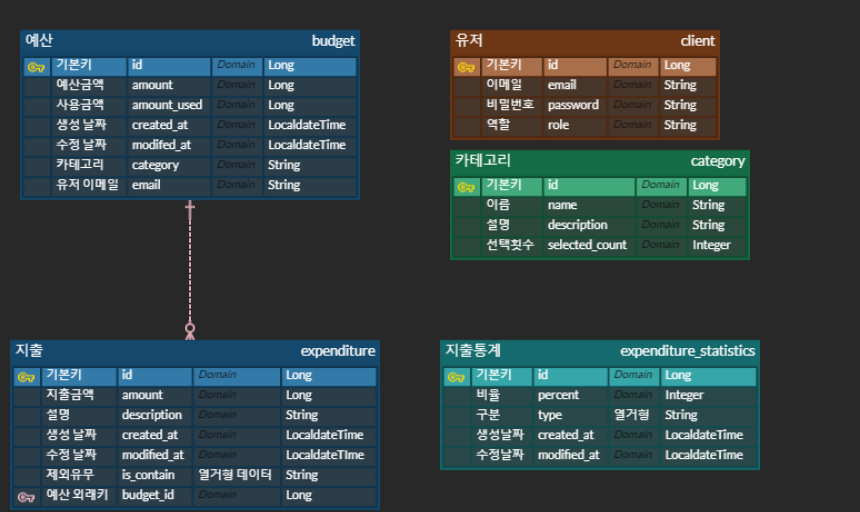 예산 budget
기본키 id Domain Long
예산금액 amount Domain Long
사용금액 amount_used Domain Long
생성 날짜 created_at Domain LocaldateTime
수정 날짜 modifed_at Domain LocaldateTime
카테고리 category Domain String
유저 이메일 email Domain String
유저 client
기본키 id Domain Long
이메일 email Domain String
비밀번호 password Domain String
역할 role Domain String
카테고리 category
기본키 id Domain Long
이름 name Domain String
설명 description Domain String
선택횟수 selected_count Domain Integer
지출 expenditure
기본키 id Domain Long
지출금액 amount Domain Long
설명 description Domain String
생성 날짜 created_at Domain LocaldateTime
수정 날짜 modified_at Domain LocaldateTIme
제외유무 is_contain 열거형 데이터 String
예산 외래키 budget_id Domain Long
지출통계 expenditure_statistics
기본키 id Domain Long
비율 percent Domain Integer
구분 type 열거형 String
생성날짜 created_at Domain LocaldateTime
수정날짜 modified_at Domain LocaldateTime